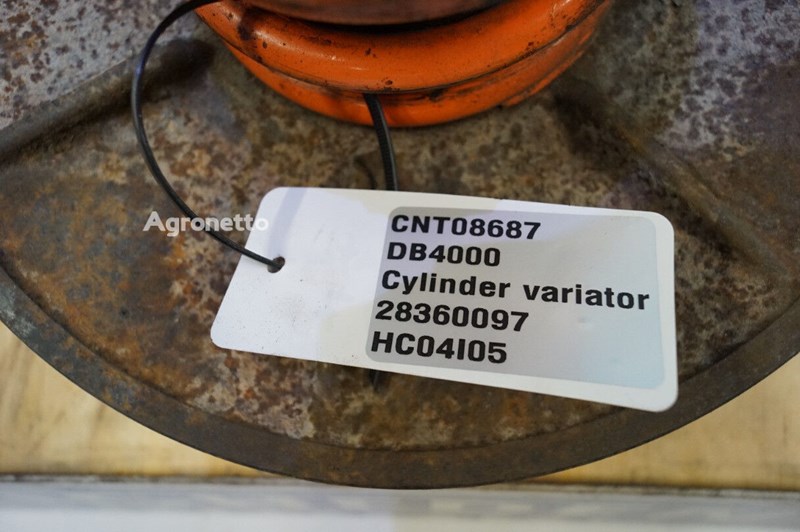 Agronetto
CNT08687
DB4000
Cylinder variator
28360097
HC04I05